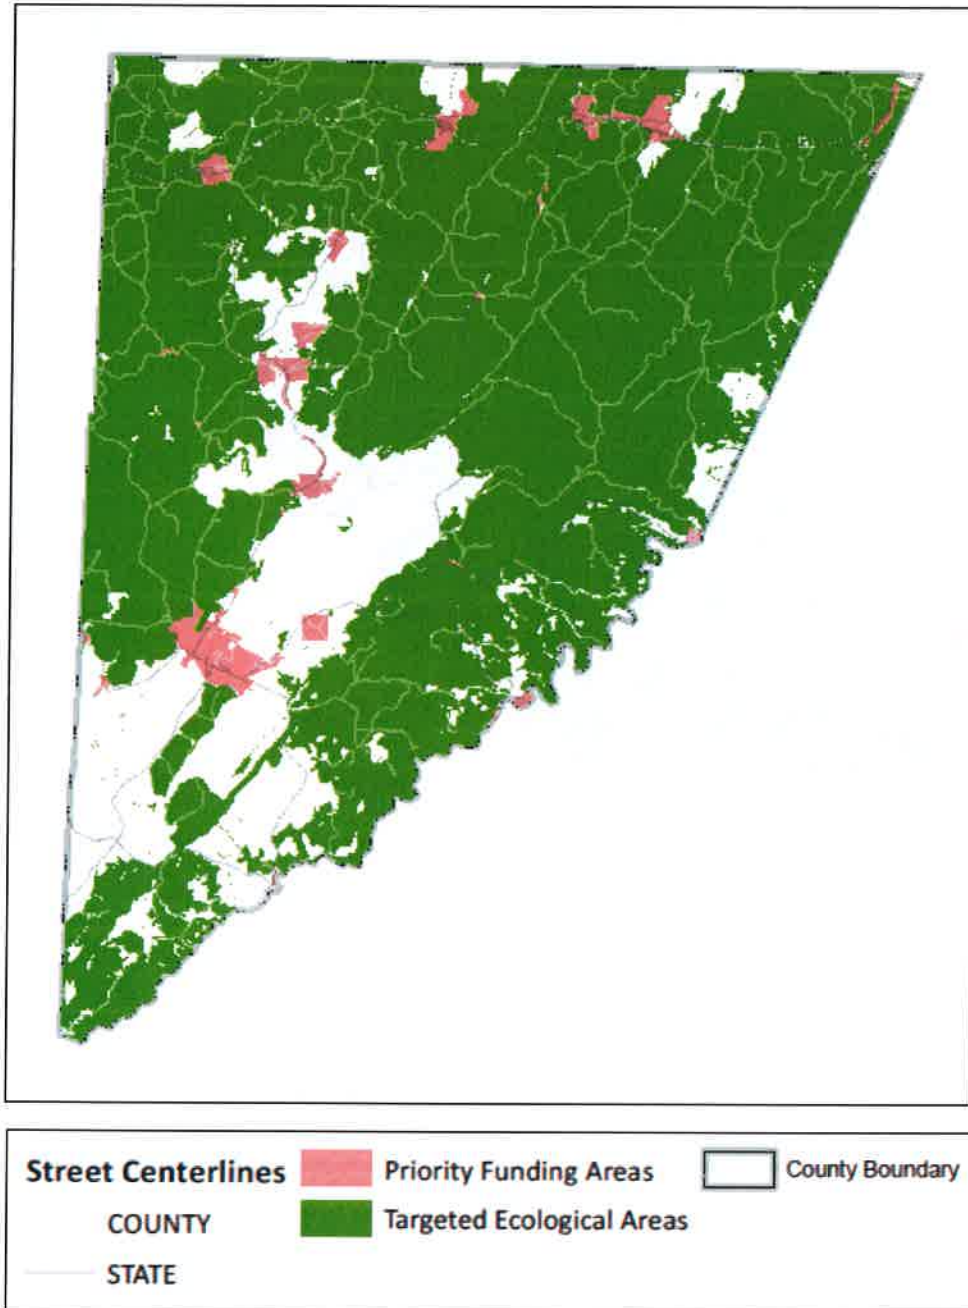 Street Centerlines
COUNTY
STATE
Priority Funding Areas
Targeted Ecological Areas
County Boundary